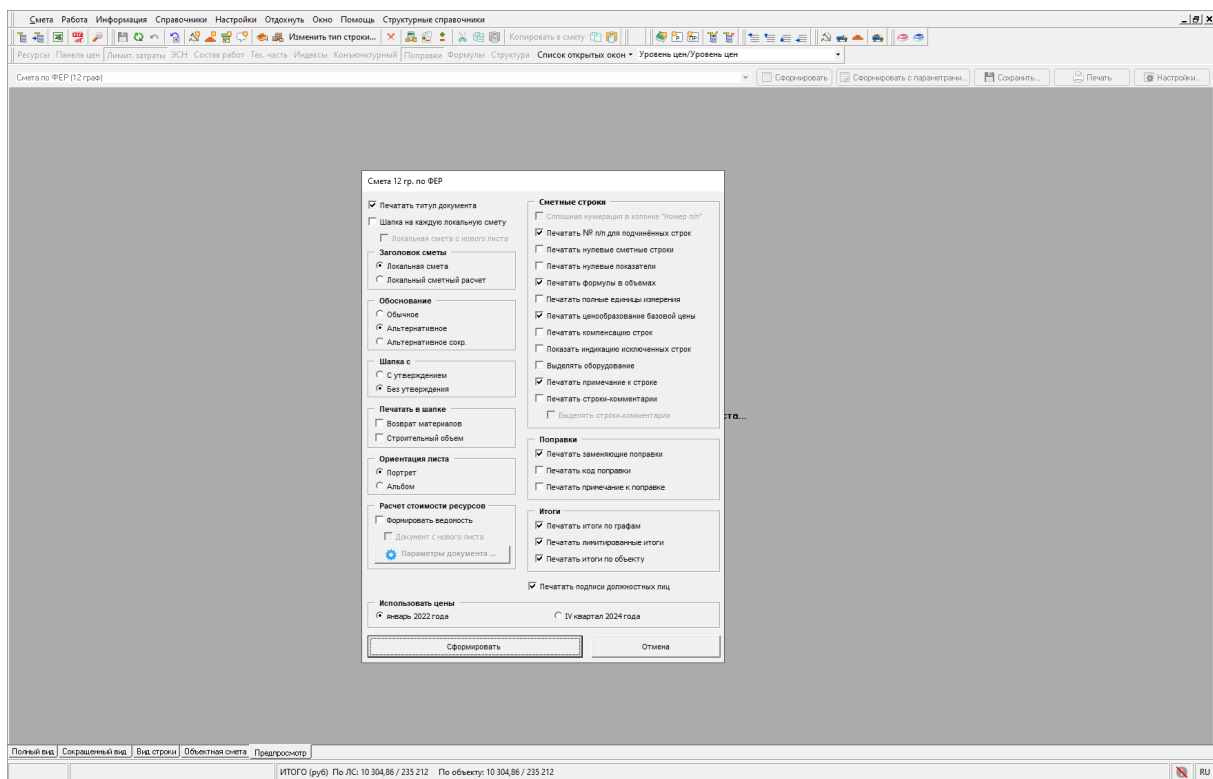 Смета Работа Информация Справочники Настройки Отдохнуть Окно Помощь Структурные справочники
Изменить тип строки... Копировать в смету
Ресурсы Панель цен Лимит. затраты ЭСН Состав работ Тех. часть Индексы Конъюнктурный Поправки Формулы Структура Список открытых окон Уровень цен/Уровень цен
Смета по ФЕР (12 граф) Сформировать Сформировать с параметрами... Сохранить... Печать Настройки...
Смета 12 гр. по ФЕР
Печатать титул документа
Шапка на каждую локальную смету
Локальная смета с нового листа
Заголовок сметы
Локальная смета
Локальный сметный расчет
Обоснование
Обычное
Альтернативное
Альтернативное сокр.
Шапка с
С утверждением
Без утверждения
Печатать в шапке
Возврат материалов
Строительный объем
Ориентация листа
Портрет
Альбом
Расчет стоимости ресурсов
Формировать ведомость
Документ с нового листа
Параметры документа ...
Сметные строки
Сплошная нумерация в колонке "Номер п/п"
Печатать № п/п для подчинённых строк
Печатать нулевые сметные строки
Печатать нулевые показатели
Печатать формулы в объемах
Печатать полные единицы измерения
Печатать ценообразование базовой цены
Печатать компенсацию строк
Показать индикацию исключенных строк
Выделять оборудование
Печатать примечание к строке
Печатать строки-комментарии
Выделять строки-комментарии
ста...
Поправки
Печатать заменяющие поправки
Печатать код поправки
Печатать примечание к поправке
Итоги
Печатать итоги по графам
Печатать лимитированные итоги
Печатать итоги по объекту
Печатать подписи должностных лиц
Использовать цены
январь 2022 года IV квартал 2024 года
Сформировать Отмена
Полный вид Сокращенный вид Вид строки Объектная смета Предпросмотр
ИТОГО (руб) По ЛС: 10 304,86 / 235 212 По объекту: 10 304,86 / 235 212 RU